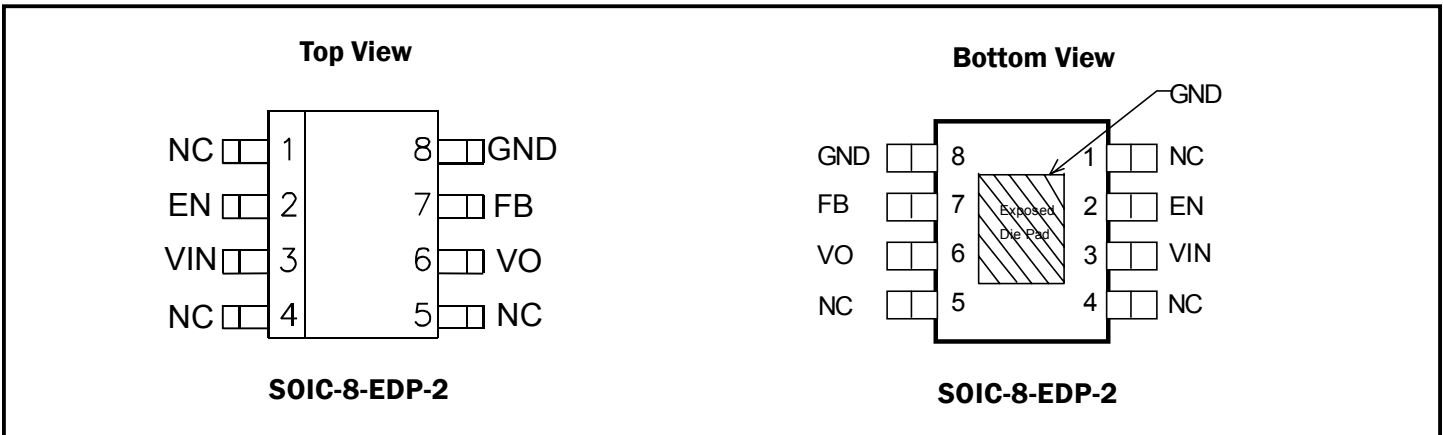 Top View
NC 1 8 GND
EN 2 7 FB
VIN 3 6 VO
NC 4 5 NC
SOIC-8-EDP-2
Bottom View
GND
GND 8 1 NC
FB 7 2 EN
Exposed
Die Pad
VO 6 3 VIN
NC 5 4 NC
SOIC-8-EDP-2